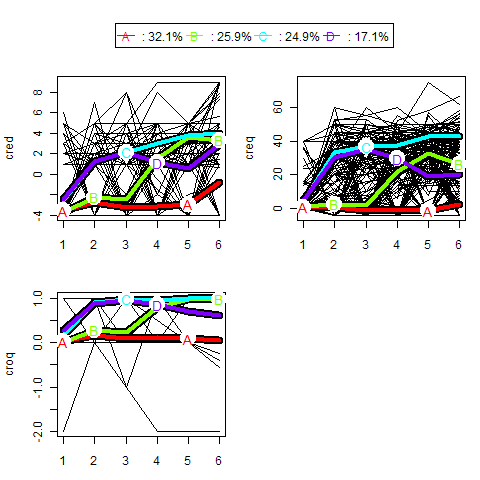 A : 32.1% B : 25.9% C : 24.9% D : 17.1%
cred
8
6
4
2
0
-4
A B C D A B
1 2 3 4 5 6
creq
60
40
20
0
A B C D A B
1 2 3 4 5 6
croq
1.0
0.0
-1.0
-2.0
A B C D A B
1 2 3 4 5 6